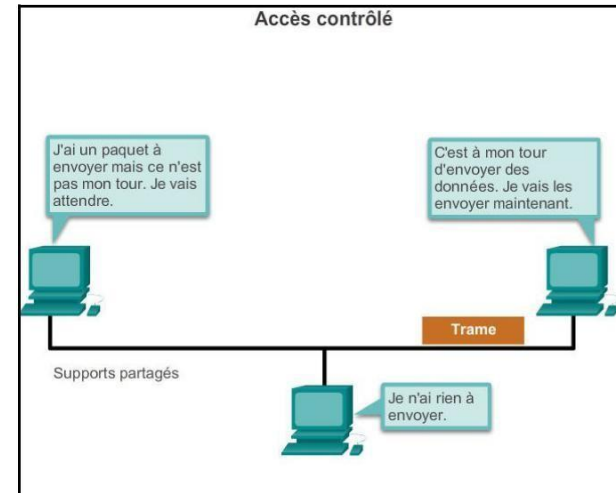 Accès contrôlé
J'ai un paquet à
envoyer mais ce n'est
pas mon tour. Je vais
attendre.
C'est à mon tour
d'envoyer des
données. Je vais les
envoyer maintenant.
Trame
Supports partagés
Je n'ai rien à
envoyer.